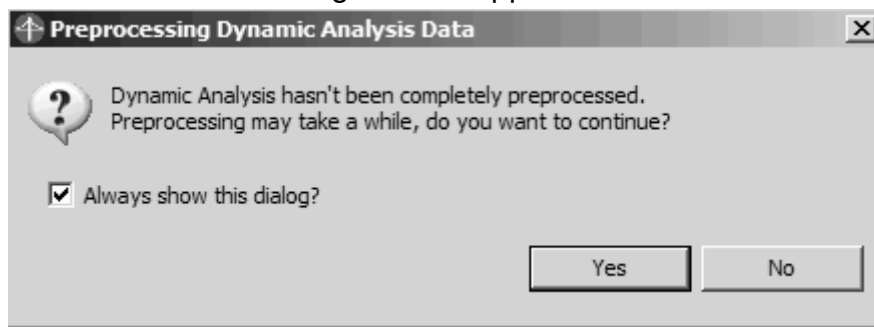 Preprocessing Dynamic Analysis Data
Dynamic Analysis hasn't been completely preprocessed.
Preprocessing may take a while, do you want to continue?
Always show this dialog?
Yes
No